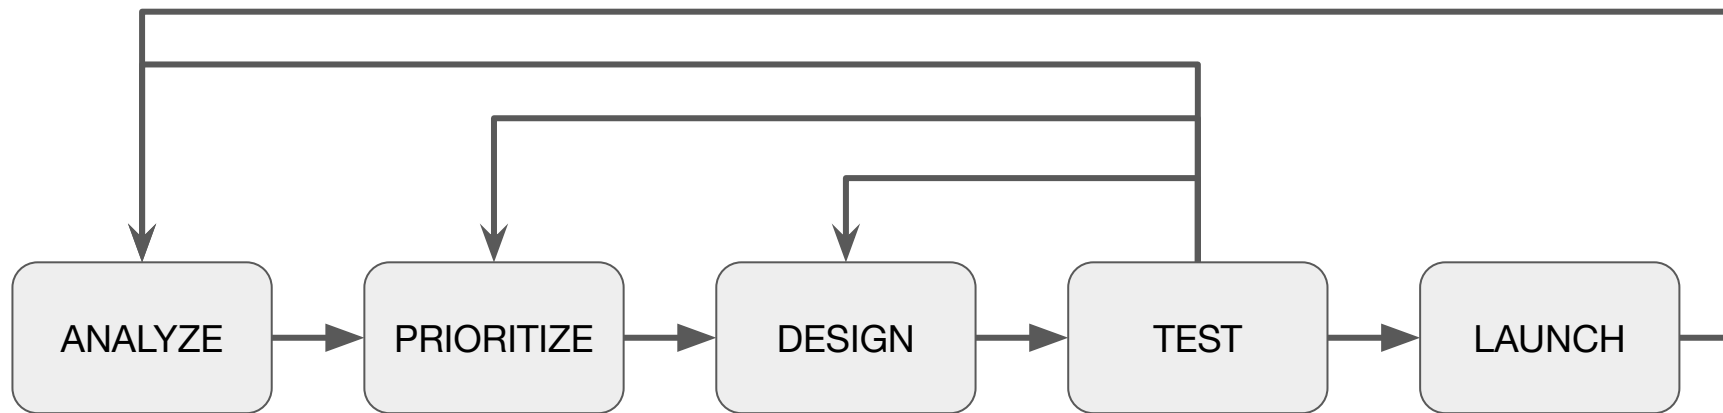 ANALYZE
PRIORITIZE
DESIGN
TEST
LAUNCH